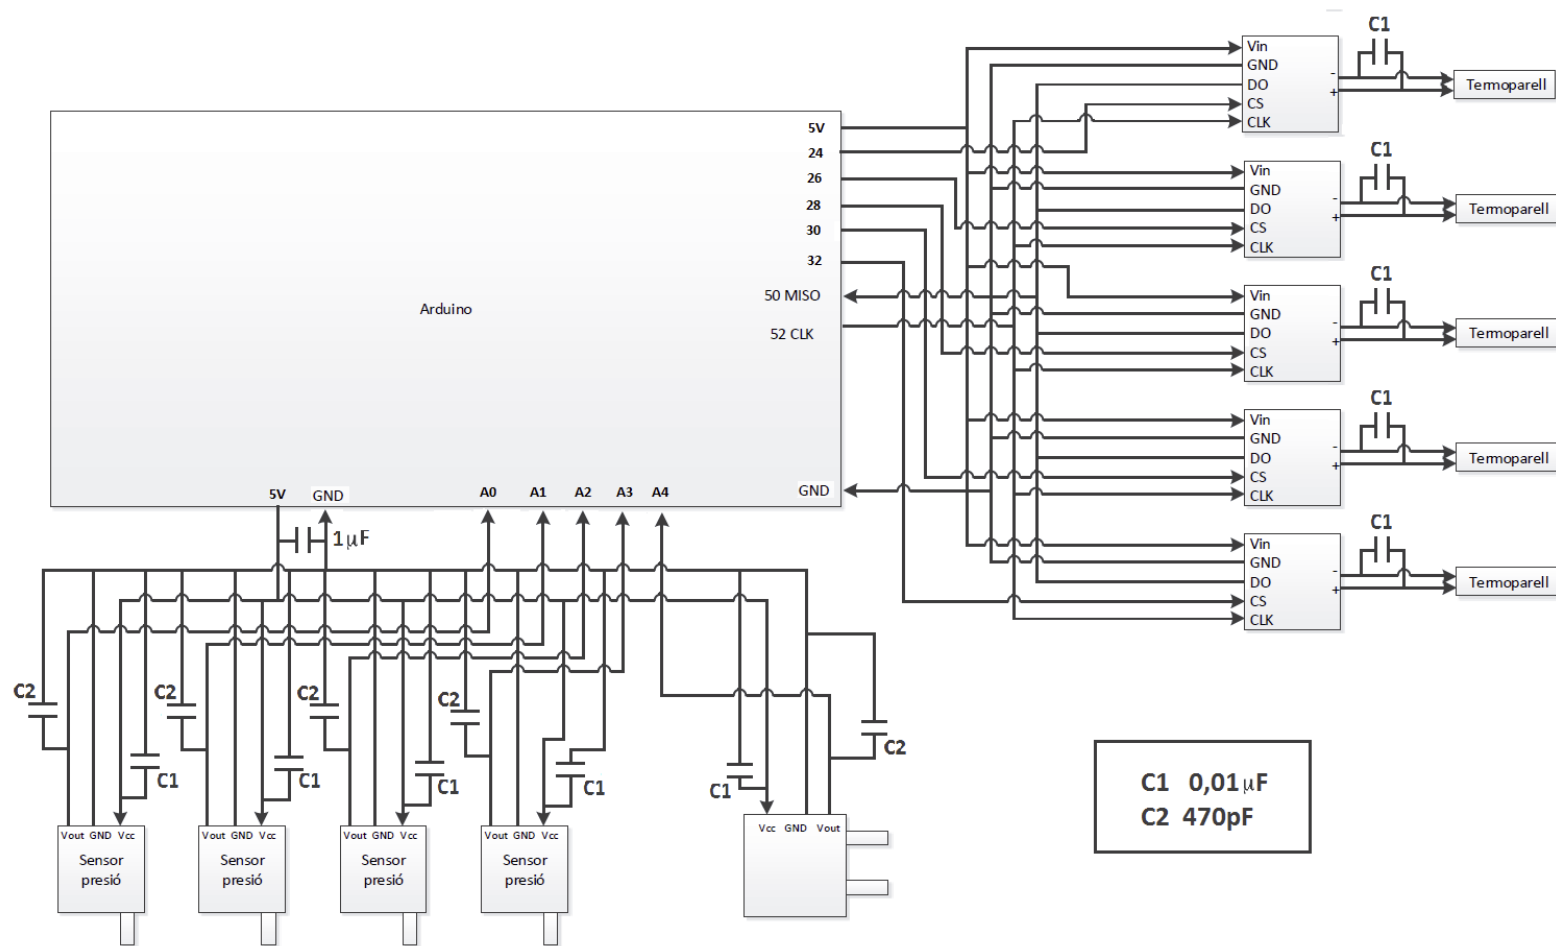 C1
Vin
GND
DO
CS
CLK
-
+
Termoparell
5V
24
26
28
30
32
50 MISO
52 CLK
GND
Arduino
C1
Vin
GND
DO
CS
CLK
-
+
Termoparell
C1
Vin
GND
DO
CS
CLK
-
+
Termoparell
C1
Vin
GND
DO
CS
CLK
-
+
Termoparell
C1
Vin
GND
DO
CS
CLK
-
+
Termoparell
5V GND A0 A1 A2 A3 A4
1µF
C2 C2 C2 C2 C2
C1 C1 C1 C1 C1
Vout GND Vcc
Sensor
presió
Vout GND Vcc
Sensor
presió
Vout GND Vcc
Sensor
presió
Vout GND Vcc
Sensor
presió
Vcc GND Vout
C1 0,01µF
C2 470pF